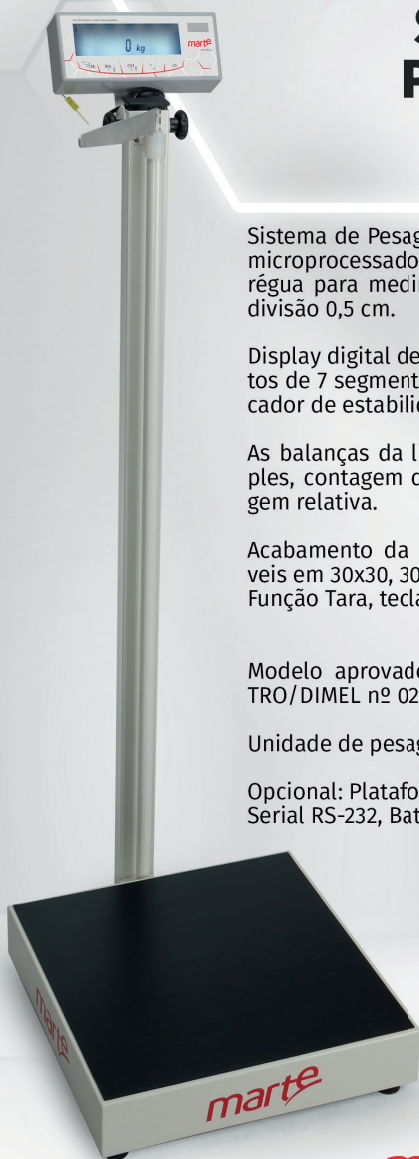 0 kg
marte
S
P
Sistema de Pesag
microprocessado
régua para medi
divisão 0,5 cm.
Display digital de
tos de 7 segment
cador de estabili
As balanças da l
ples, contagem d
gem relativa.
Acabamento da
veis em 30x30, 30
Função Tara, tecla
Modelo aprovad
TRO/DIMEL nº 02
Unidade de pesag
Opcional: Platafo
Serial RS-232, Bat
marte
marte